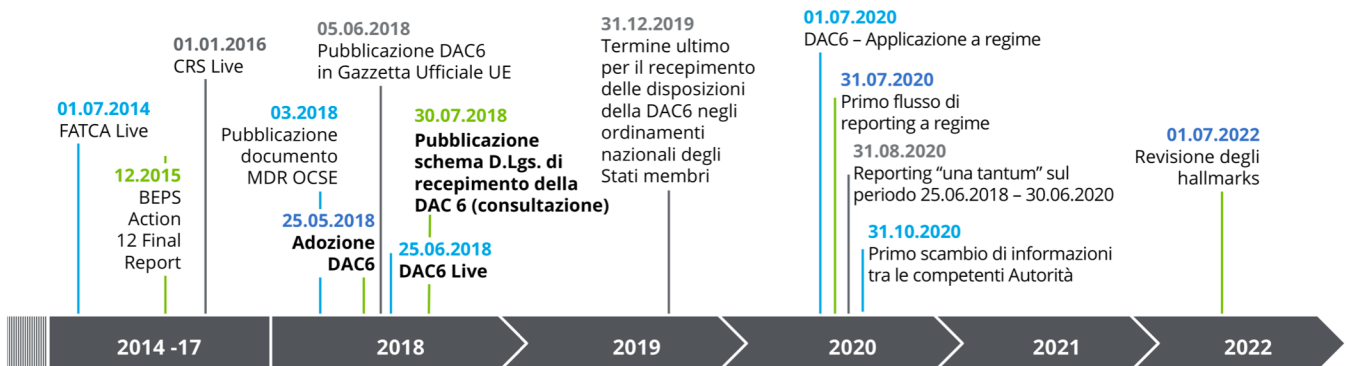 01.07.2014
FATCA Live
12.2015
BEPS
Action
12 Final
Report
01.01.2016
CRS Live
03.2018
Pubblicazione
documento
MDR OCSE
25.05.2018
Adozione
DAC6
05.06.2018
Pubblicazione DAC6
in Gazzetta Ufficiale UE
25.06.2018
DAC6 Live
30.07.2018
Pubblicazione
schema D.Lgs. di
recepimento della
DAC 6 (consultazione)
31.12.2019
Termine ultimo
per il recepimento
delle disposizioni
della DAC6 negli
ordinamenti
nazionali degli
Stati membri
01.07.2020
DAC6 – Applicazione a regime
31.07.2020
Primo flusso di
reporting a regime
31.08.2020
Reporting “una tantum” sul
periodo 25.06.2018 – 30.06.2020
31.10.2020
Primo scambio di informazioni
tra le competenti Autorità
01.07.2022
Revisione degli
hallmarks
2014 -17
2018
2019
2020
2021
2022